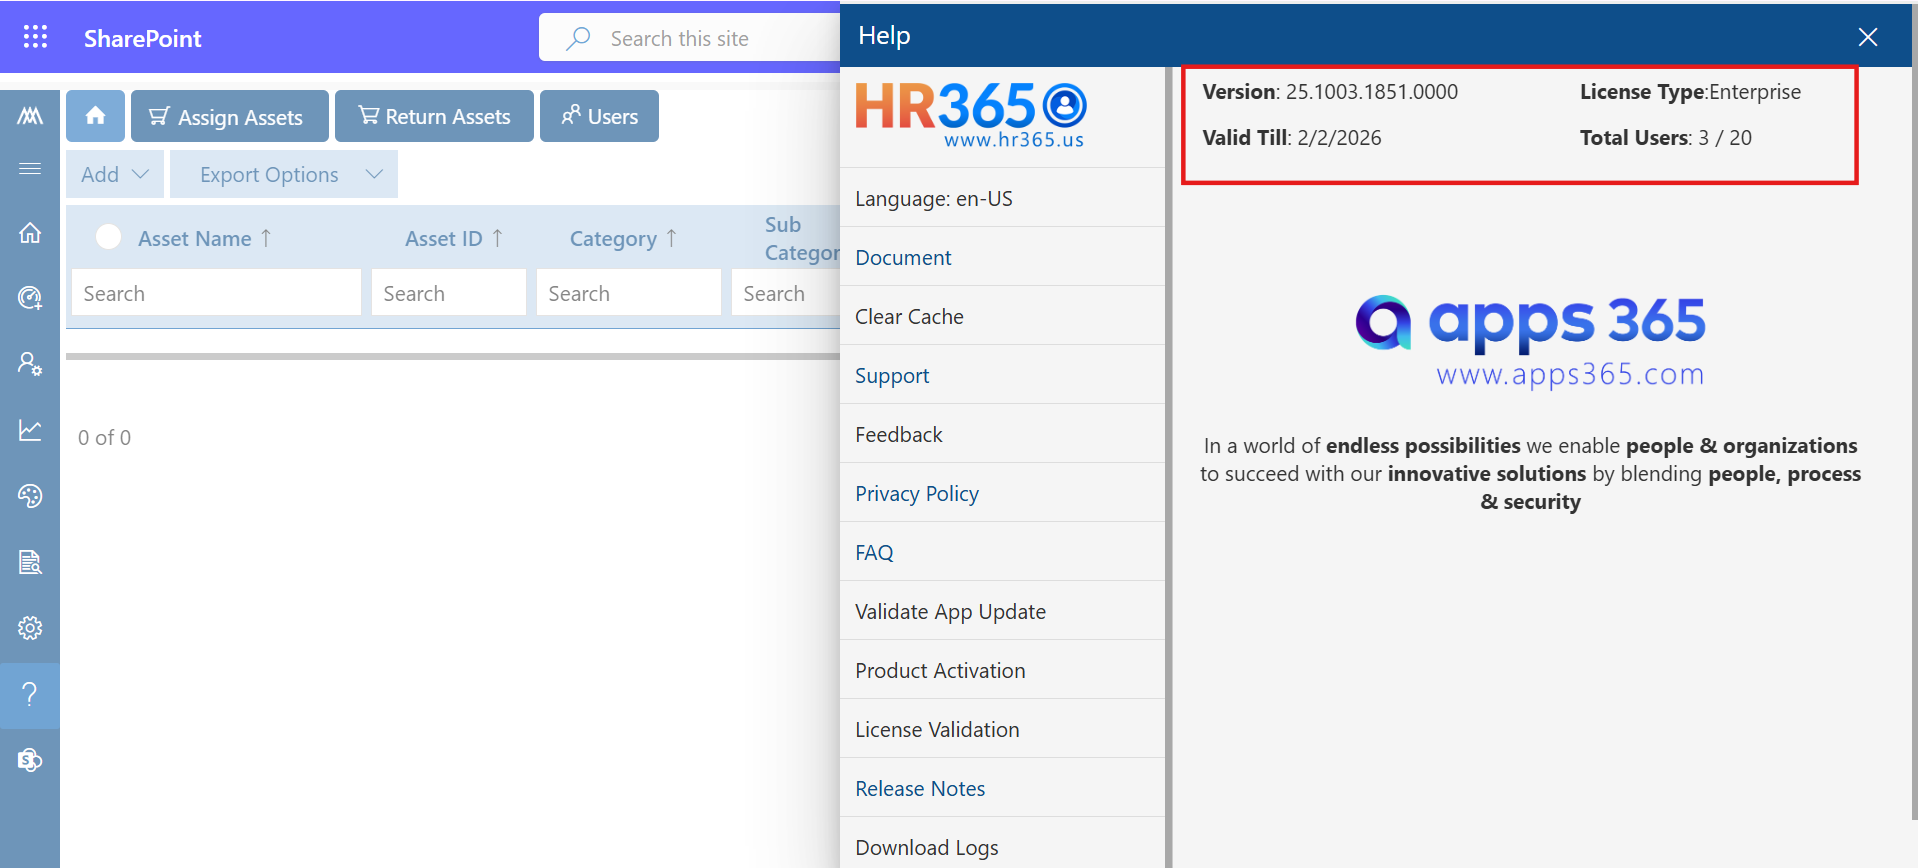 SharePoint
Search this site
Assign Assets
Return Assets
Users
Add
Export Options
Asset Name ↑
Asset ID ↑
Category ↑
Sub
Categor
Search
Search
Search
Search
0 of 0
Help
HR365
www.hr365.us
Language: en-US
Document
Clear Cache
Support
Feedback
Privacy Policy
FAQ
Validate App Update
Product Activation
License Validation
Release Notes
Download Logs
Version: 25.1003.1851.0000
License Type:Enterprise
Valid Till: 2/2/2026
Total Users: 3 / 20
apps 365
www.apps365.com
In a world of endless possibilities we enable people & organizations
to succeed with our innovative solutions by blending people, process
& security